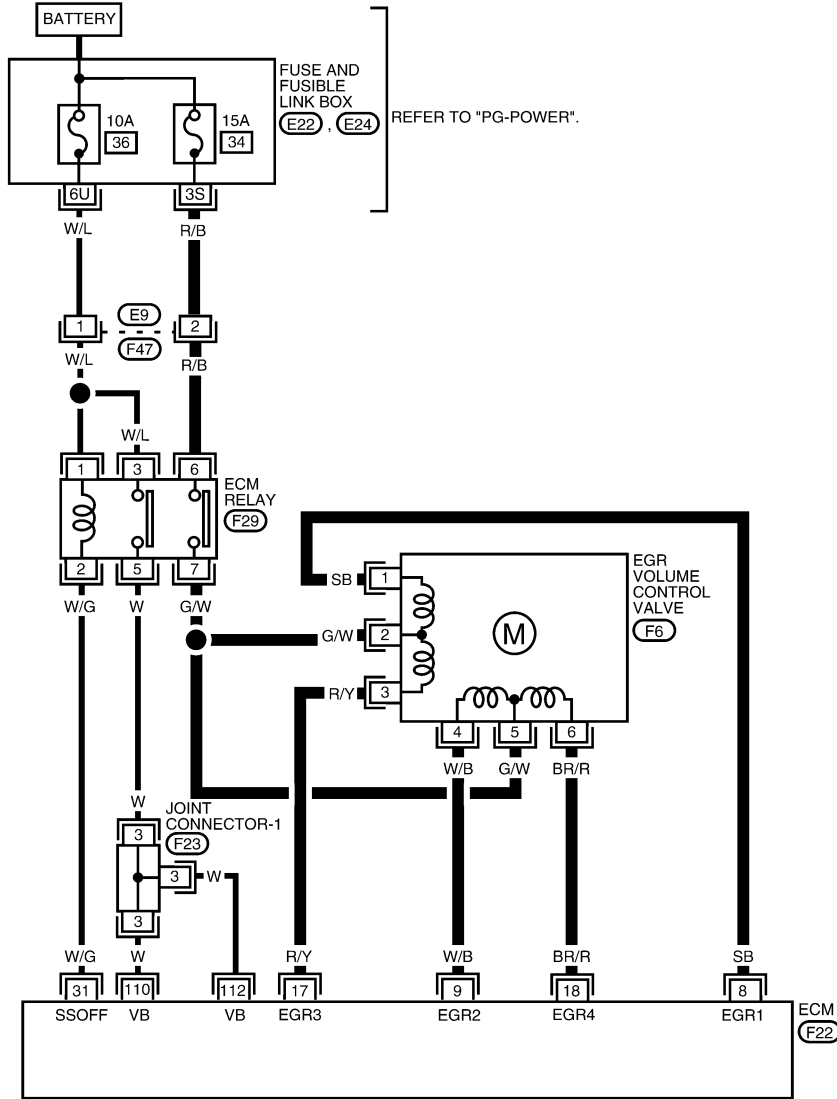 BATTERY
FUSE AND
FUSIBLE
LINK BOX
E22 , E24
REFER TO "PG-POWER".
10A
36
15A
34
6U
3S
W/L
R/B
1
E9
2
F47
W/L
R/B
W/L
1
3
6
ECM
RELAY
F29
2
5
7
W/G
W
G/W
SB
1
G/W
2
R/Y
3
M
EGR
VOLUME
CONTROL
VALVE
F6
4
5
6
W/B
G/W
BR/R
W
JOINT
CONNECTOR-1
F23
3
3
W
3
W/G
W
R/Y
W/B
BR/R
SB
31
110
112
17
9
18
8
SSOFF
VB
VB
EGR3
EGR2
EGR4
EGR1
ECM
F22